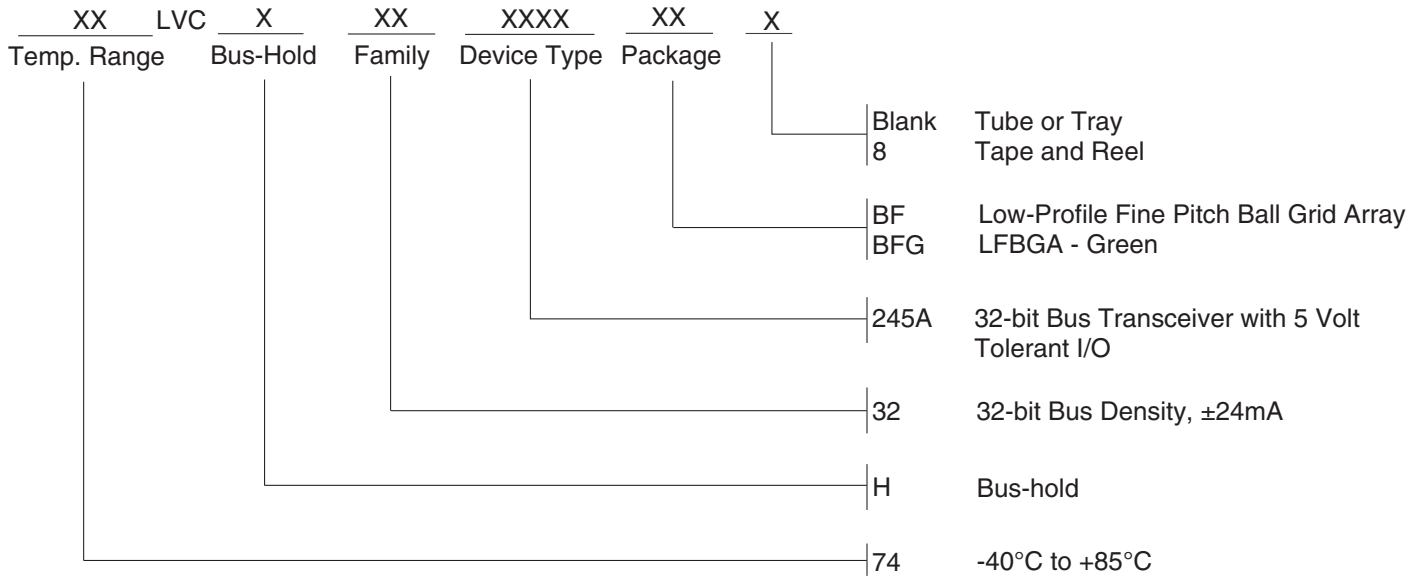 XX LVC X XX XXXX XX X
Temp. Range Bus-Hold Family Device Type Package
Blank Tube or Tray
8 Tape and Reel
BF Low-Profile Fine Pitch Ball Grid Array
BFG LFBGA - Green
245A 32-bit Bus Transceiver with 5 Volt
Tolerant I/O
32 32-bit Bus Density, ±24mA
H Bus-hold
74 -40°C to +85°C